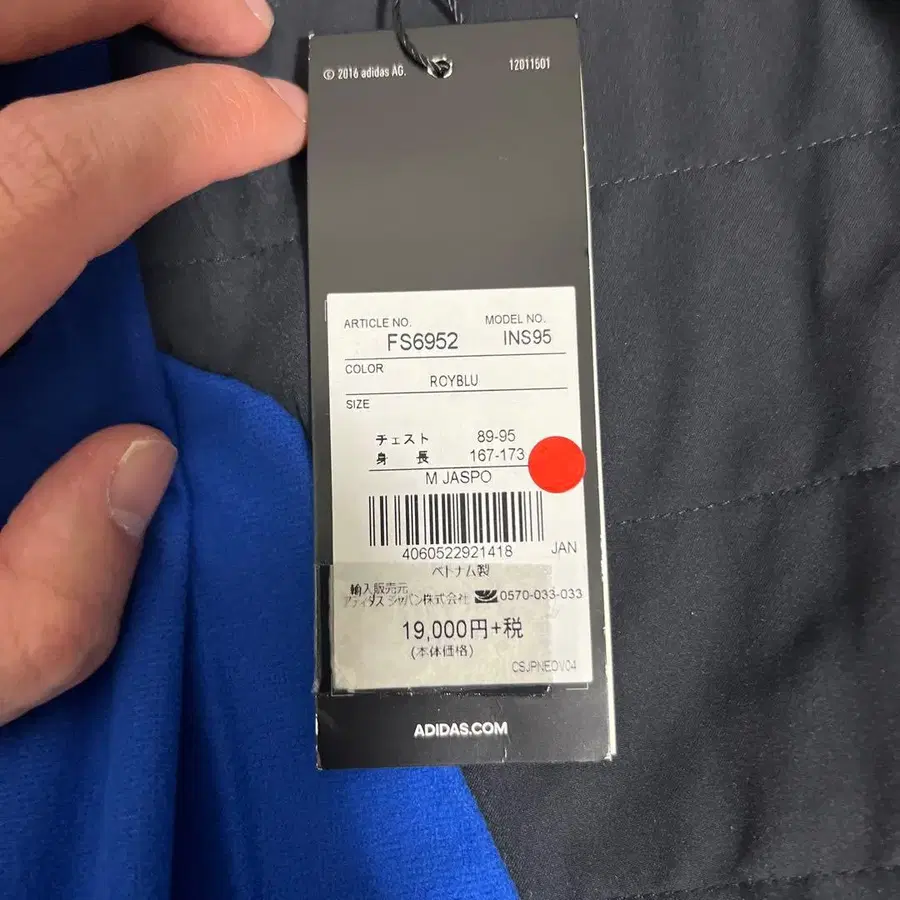 © 2016 adidas AG. 12011501
ARTICLE NO. MODEL NO.
FS6952 INS95
COLOR
ROYBLU
SIZE
チェスト 89-95
身 長 167-173
M JASPO
4060522921418 JAN
ベトナム製
輸入販売元
アディダス ジャパン株式会社 0570-033-033
19,000円+税
(本体価格)
CSJPNEOV04
ADIDAS.COM